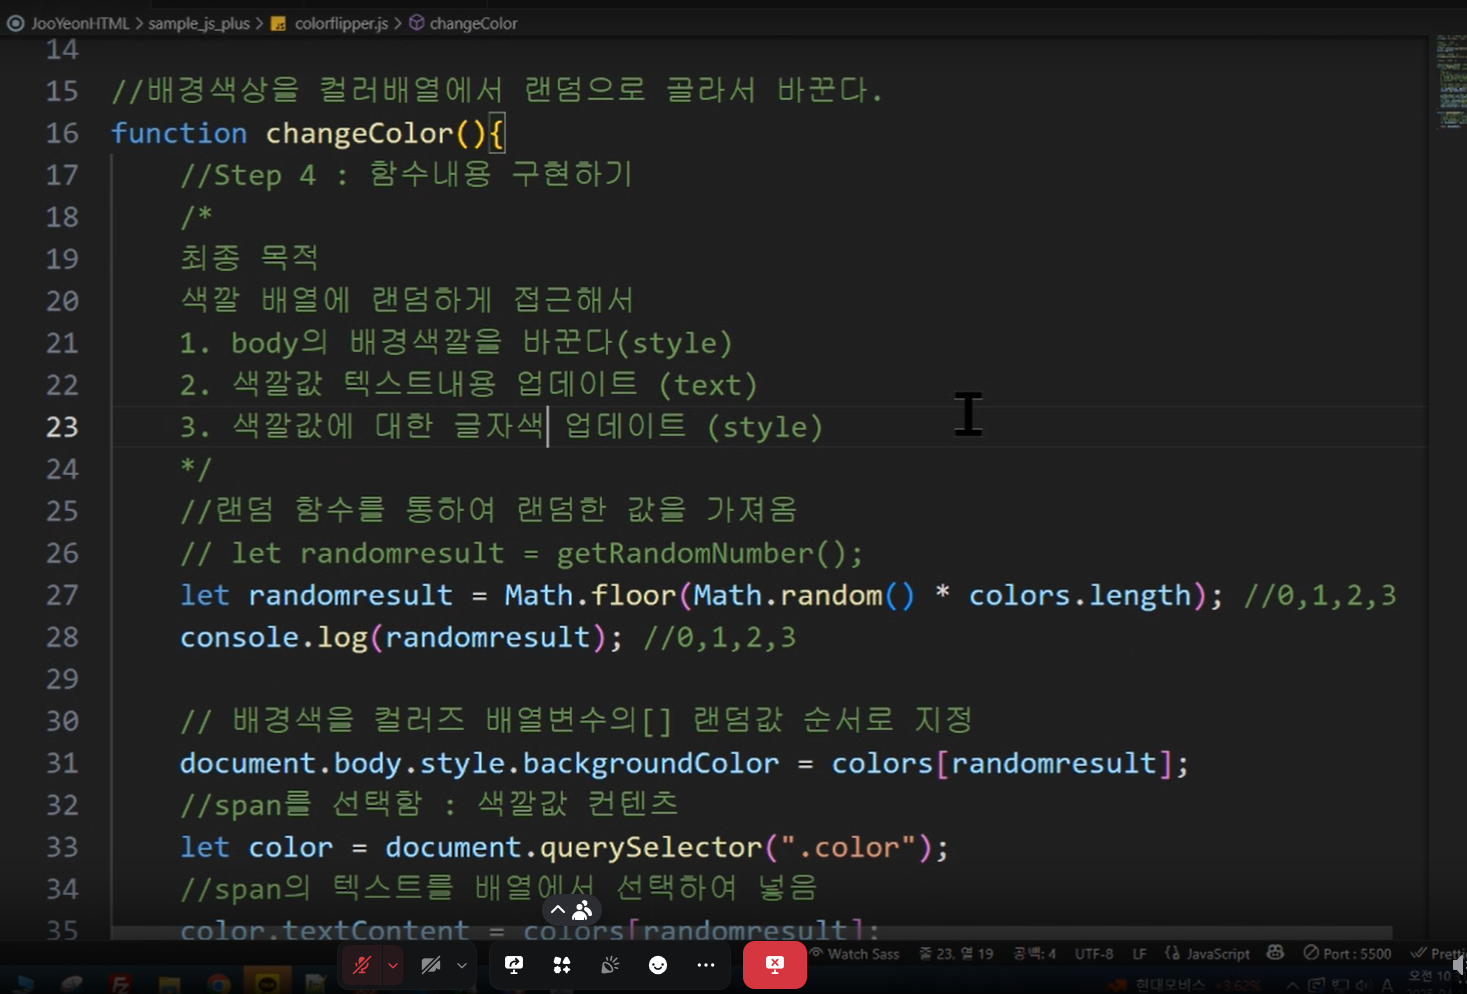 JooYeonHTML > sample_js_plus > colorflipper.js > changeColor
14
15 //배경색상을 컬러배열에서 랜덤으로 골라서 바꾼다.
16 function changeColor(){
17 //Step 4 : 함수내용 구현하기
18 /*
19 최종 목적
20 색깔 배열에 랜덤하게 접근해서
21 1. body의 배경색깔을 바꾼다(style)
22 2. 색깔값 텍스트내용 업데이트 (text)
23 3. 색깔값에 대한 글자색 업데이트 (style)
24 */
25 //랜덤 함수를 통하여 랜덤한 값을 가져옴
26 // let randomresult = getRandomNumber();
27 let randomresult = Math.floor(Math.random() * colors.length); //0,1,2,3
28 console.log(randomresult); //0,1,2,3
29
30 // 배경색을 컬러즈 배열변수의[] 랜덤값 순서로 지정
31 document.body.style.backgroundColor = colors[randomresult];
32 //span를 선택함 : 색깔값 컨텐츠
33 let color = document.querySelector(".color");
34 //span의 텍스트를 배열에서 선택하여 넣음
35 color.textContent = colors[randomresult];
Watch Sass 줄 23, 열 19 공백: 4 UTF-8 LF {} JavaScript Port : 5500
현대모비스 +3.62% A 오전 10